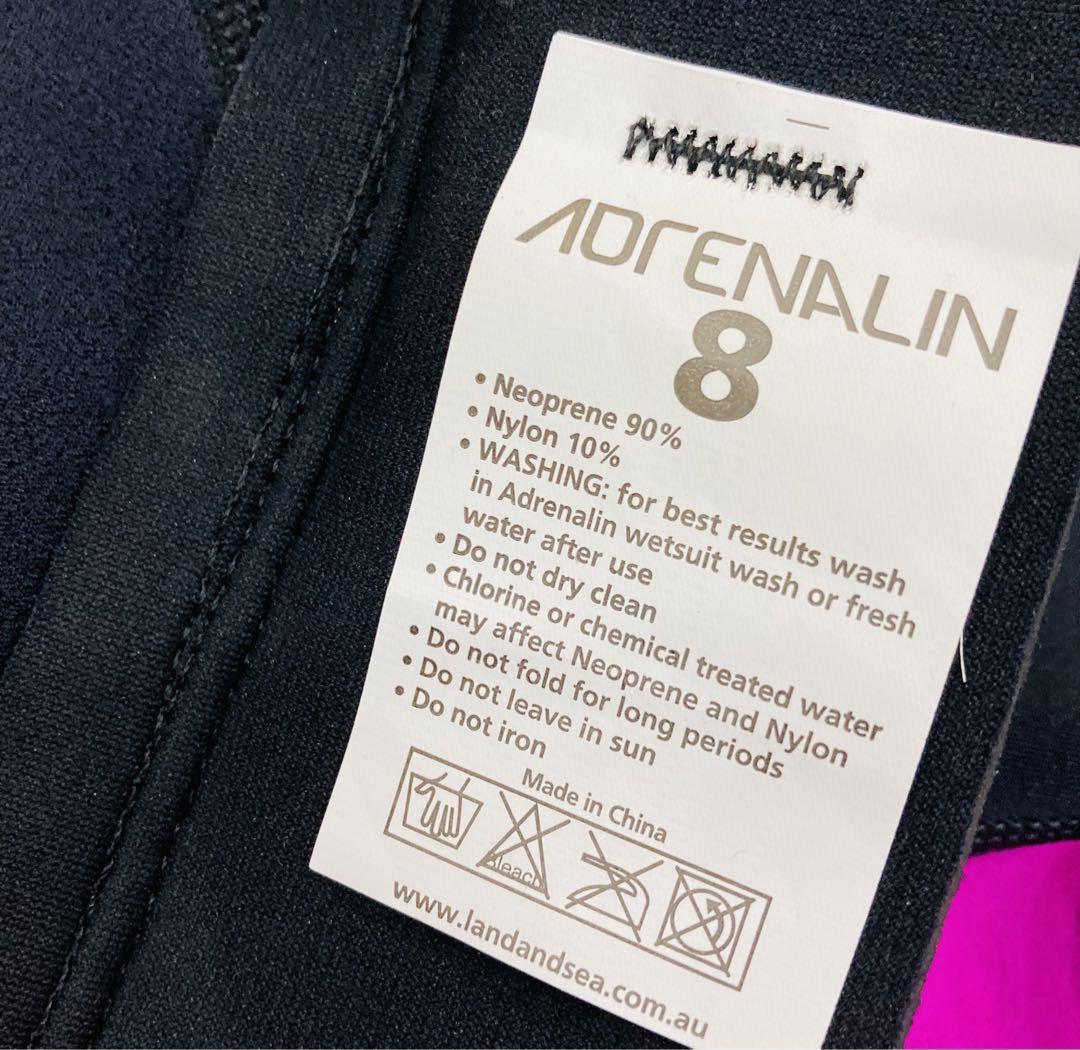 ADRENALIN
8
• Neoprene 90%
• Nylon 10%
• WASHING: for best results wash
in Adrenalin wetsuit wash or fresh
water after use
• Do not dry clean
• Chlorine or chemical treated water
may affect Neoprene and Nylon
• Do not fold for long periods
• Do not leave in sun
• Do not iron
Made in China
Bleach
www.landandsea.com.au